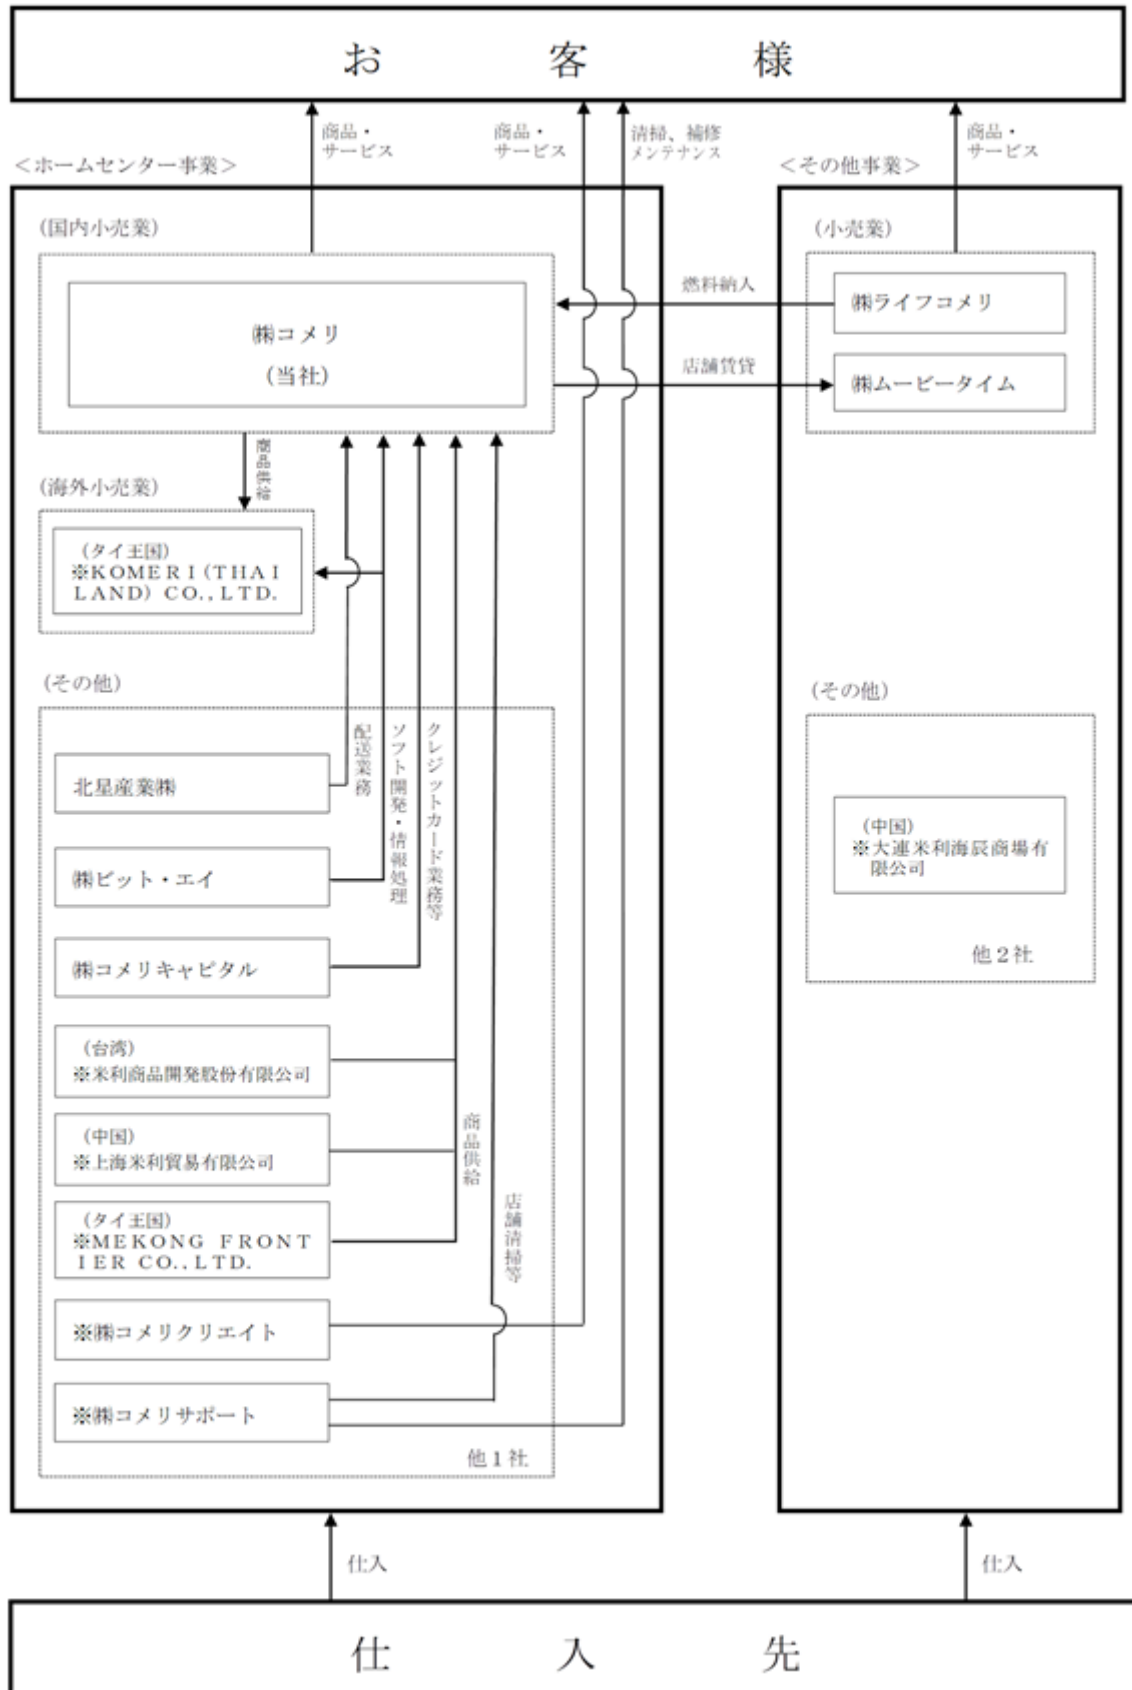 お客様
商品・
サービス
商品・
サービス
清掃、補修
メンテナンス
商品・
サービス
＜ホームセンター事業＞
＜その他事業＞
(国内小売業)
㈱コメリ
(当社)
(小売業)
㈱ライフコメリ
㈱ムービータイム
燃料納入
店舗賃貸
商品供給
(海外小売業)
(タイ王国)
※KOMERI(THAI
LAND) CO.,LTD.
(その他)
北星産業㈱
㈱ビット・エイ
㈱コメリキャピタル
(台湾)
※米利商品開発股份有限公司
(中国)
※上海米利貿易有限公司
(タイ王国)
※MEKONG FRONT
IER CO.,LTD.
※㈱コメリクリエイト
※㈱コメリサポート
他1社
配送業務
ソフト開発・情報処理
クレジットカード業務等
商品供給
店舗清掃等
(その他)
(中国)
※大連米利海辰商場有
限公司
他2社
仕入
仕入
仕入先